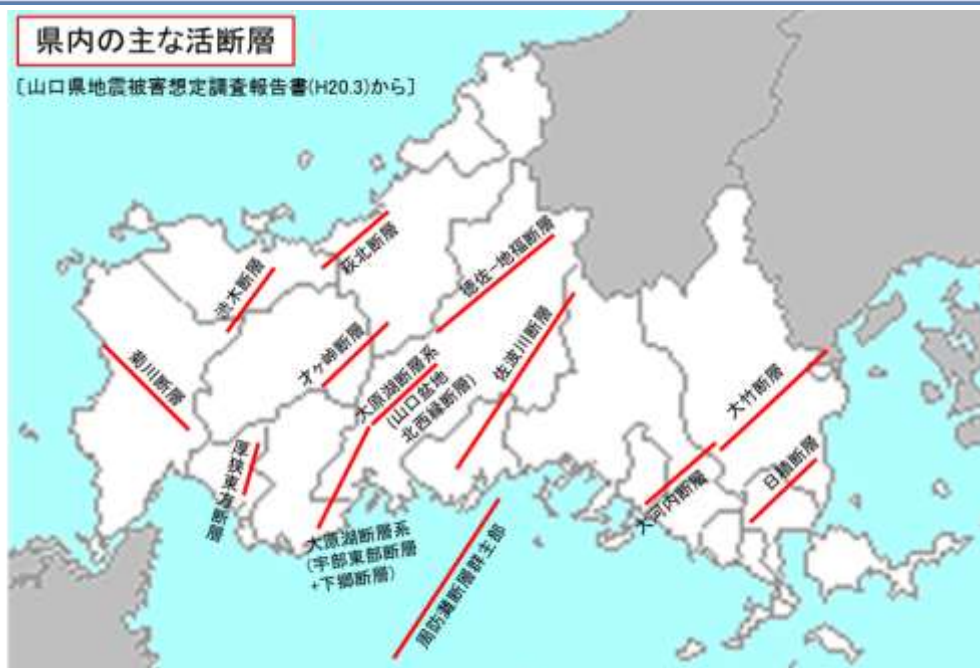 県内の主な活断層
［山口県地震被害想定調査報告書(H20.3)から］
萩北断層
徳佐−地福断層
渋木断層
佐波川断層
菊川断層
才ヶ峠断層
大原湖断層系
(山口盆地
北西縁断層)
大竹断層
厚狭東方断層
日積断層
大河内断層
大原湖断層系
(宇部東部断層
+下郷断層)
周防灘断層群主部